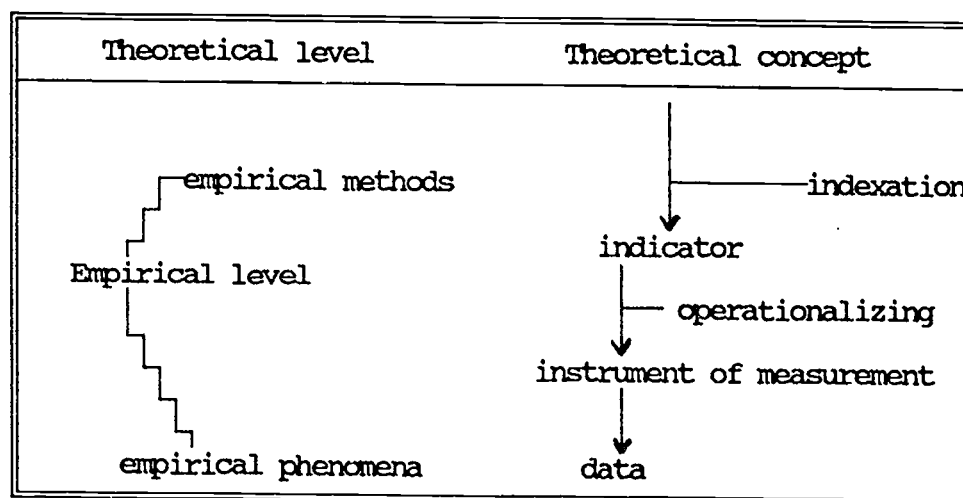 Theoretical level Theoretical concept
empirical methods
indexation
indicator
Empirical level
operationalizing
instrument of measurement
empirical phenomena
data